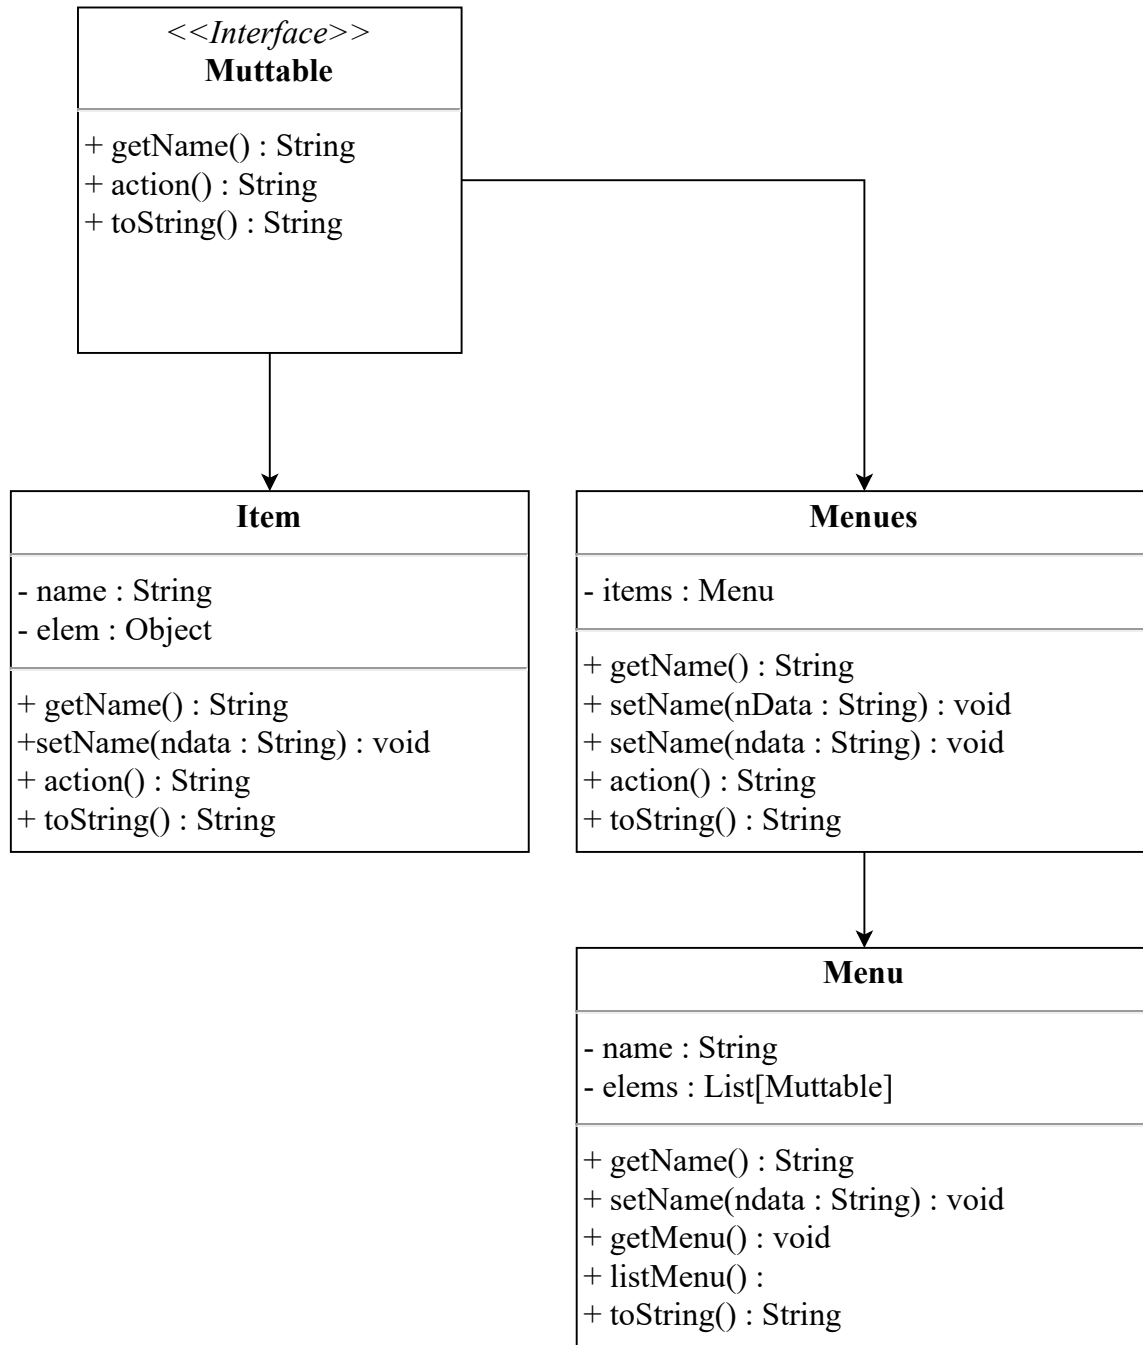 <<Interface>>
Muttable
+ getName() : String
+ action() : String
+ toString() : String
Item
- name : String
- elem : Object
+ getName() : String
+setName(ndata : String) : void
+ action() : String
+ toString() : String
Menues
- items : Menu
+ getName() : String
+ setName(nData : String) : void
+ setName(ndata : String) : void
+ action() : String
+ toString() : String
Menu
- name : String
- elems : List[Muttable]
+ getName() : String
+ setName(ndata : String) : void
+ getMenu() : void
+ listMenu() :
+ toString() : String